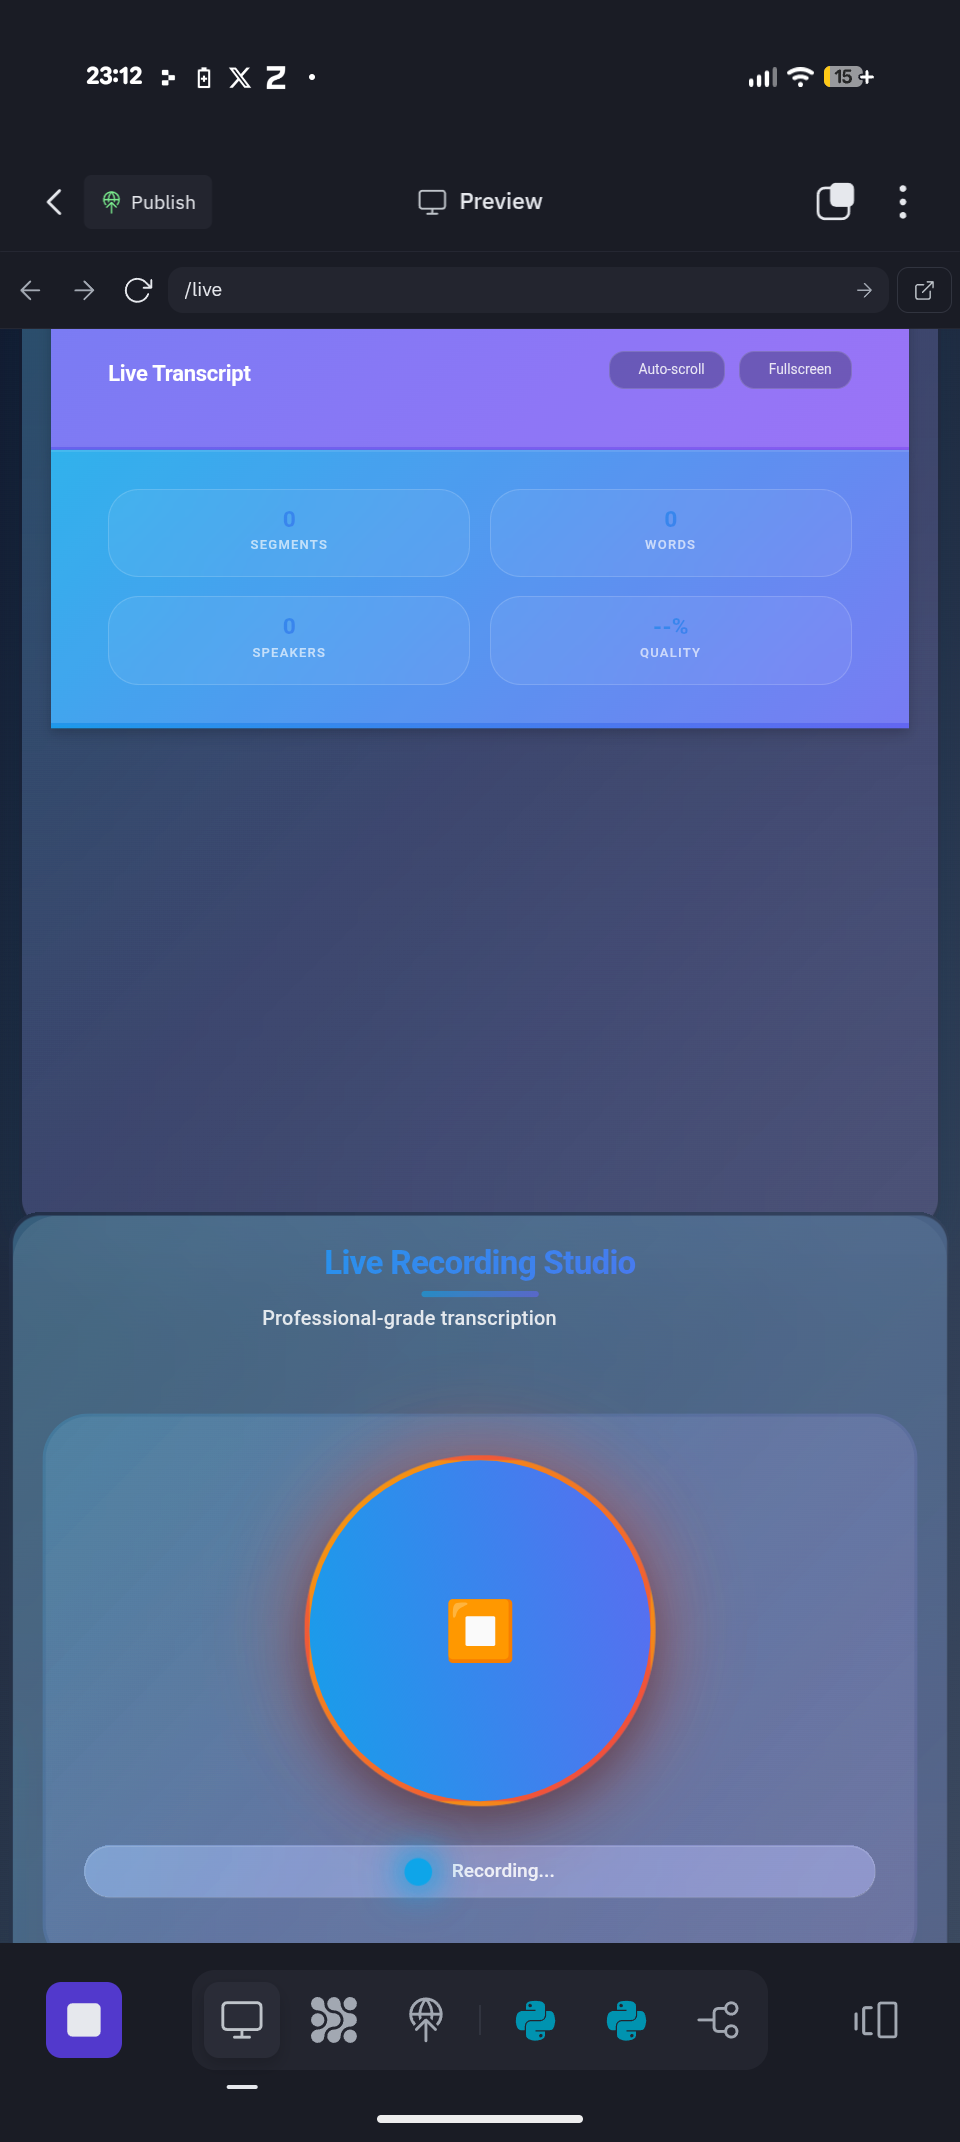 23:12
15
Publish
Preview
/live
Live Transcript
Auto-scroll
Fullscreen
0
SEGMENTS
0
WORDS
0
SPEAKERS
--%
QUALITY
Live Recording Studio
Professional-grade transcription
Recording...